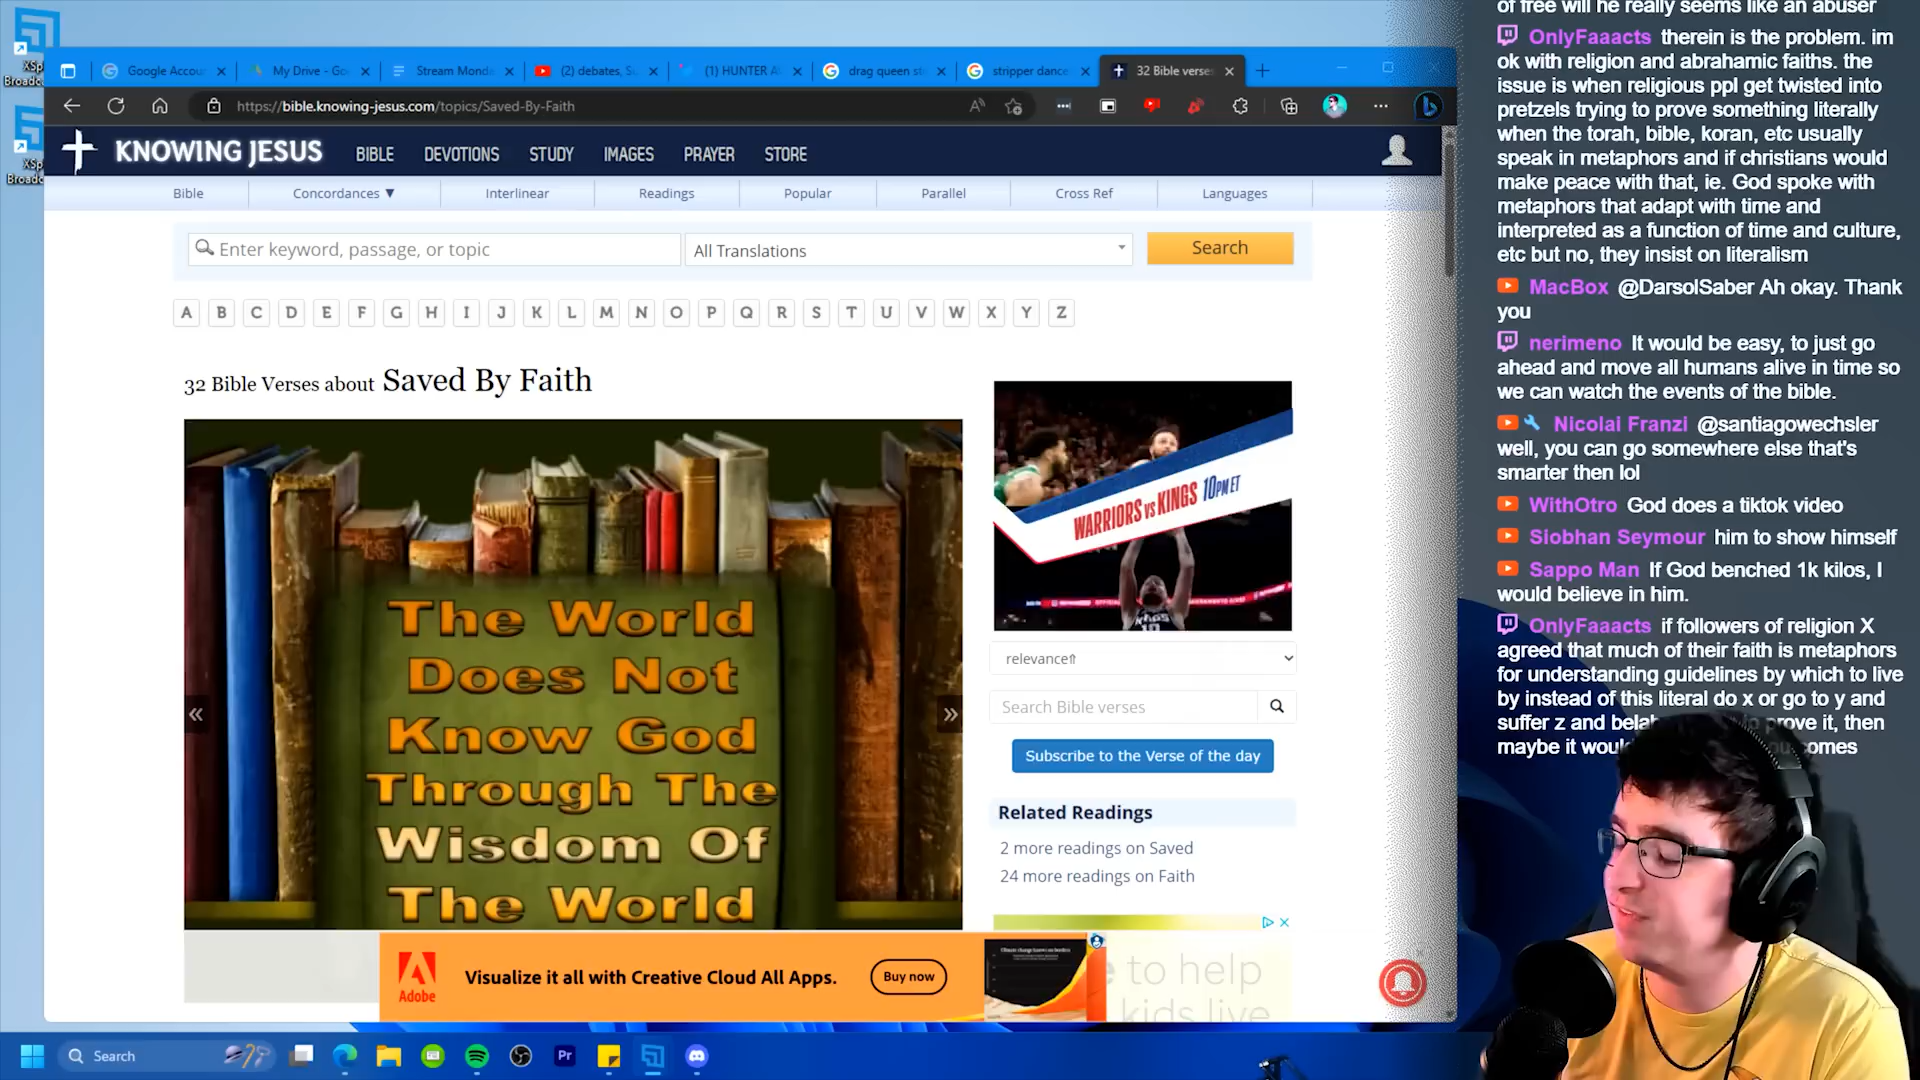 Google Accou
My Drive - Go
Stream Monda
(2) debates, Su
(1) HUNTER A
drag queen st
stripper dance
32 Bible verses
https://bible.knowing-jesus.com/topics/Saved-By-Faith
KNOWING JESUS
BIBLE
DEVOTIONS
STUDY
IMAGES
PRAYER
STORE
Bible
Concordances ▼
Interlinear
Readings
Popular
Parallel
Cross Ref
Languages
Enter keyword, passage, or topic
All Translations
Search
A B C D E F G H I J K L M N O P Q R S T U V W X Y Z
32 Bible Verses about Saved By Faith
The World
Does Not
Know God
Through The
Wisdom Of
The World
WARRIORS VS KINGS 10PM ET
relevance⇑
Search Bible verses
Subscribe to the Verse of the day
Related Readings
2 more readings on Saved
24 more readings on Faith
to help
kids live
Adobe
Visualize it all with Creative Cloud All Apps.
Buy now
XSp
Broadc
XSp
Broadc
Search
Pr
of free will he really seems like an abuser
OnlyFaaacts therein is the problem. im
ok with religion and abrahamic faiths. the
issue is when religious ppl get twisted into
pretzels trying to prove something literally
when the torah, bible, koran, etc usually
speak in metaphors and if christians would
make peace with that, ie. God spoke with
metaphors that adapt with time and
interpreted as a function of time and culture,
etc but no, they insist on literalism
MacBox @DarsolSaber Ah okay. Thank
you
nerimeno It would be easy, to just go
ahead and move all humans alive in time so
we can watch the events of the bible.
Nicolai Franzi @santiagowechsler
well, you can go somewhere else that's
smarter then lol
WithOtro God does a tiktok video
Siobhan Seymour him to show himself
Sappo Man If God benched 1k kilos, I
would believe in him.
OnlyFaaacts if followers of religion X
agreed that much of their faith is metaphors
for understanding guidelines by which to live
by instead of this literal do x or go to y and
suffer z and prove it, then
maybe it